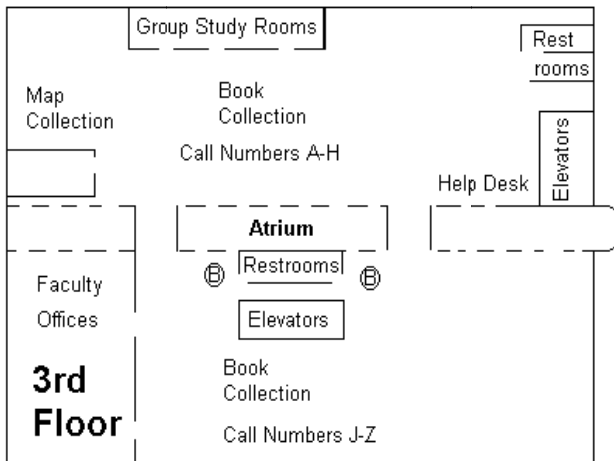 Group Study Rooms
Rest
rooms
Map
Collection
Book
Collection
Call Numbers A-H
Elevators
Help Desk
Atrium
Restrooms
B
B
Faculty
Offices
Elevators
3rd
Floor
Book
Collection
Call Numbers J-Z